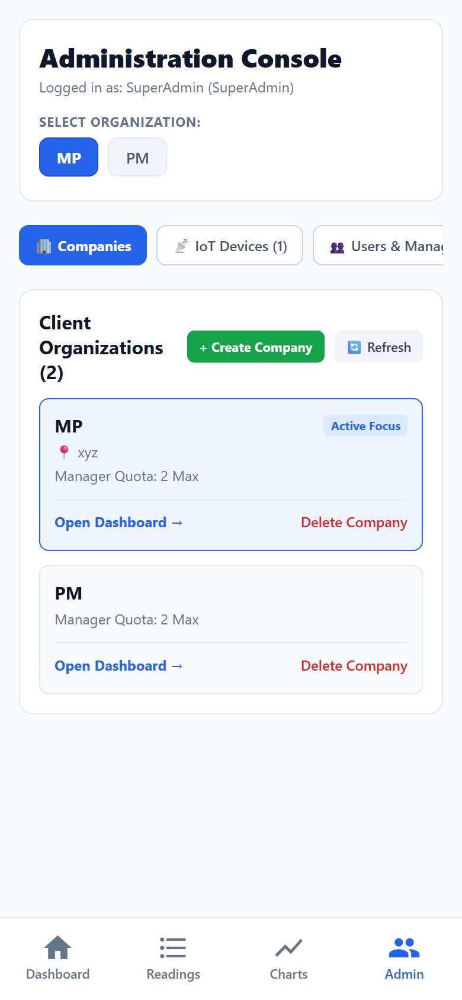 Administration Console
Logged in as: SuperAdmin (SuperAdmin)
SELECT ORGANIZATION:
MP PM
Companies IoT Devices (1) Users &
Client
Organizations
(2)
+ Create Company Refresh
MP Active Focus
xyz
Manager Quota: 2 Max
Open Dashboard → Delete Company
PM
Manager Quota: 2 Max
Open Dashboard → Delete Company
Dashboard Readings Charts Admin